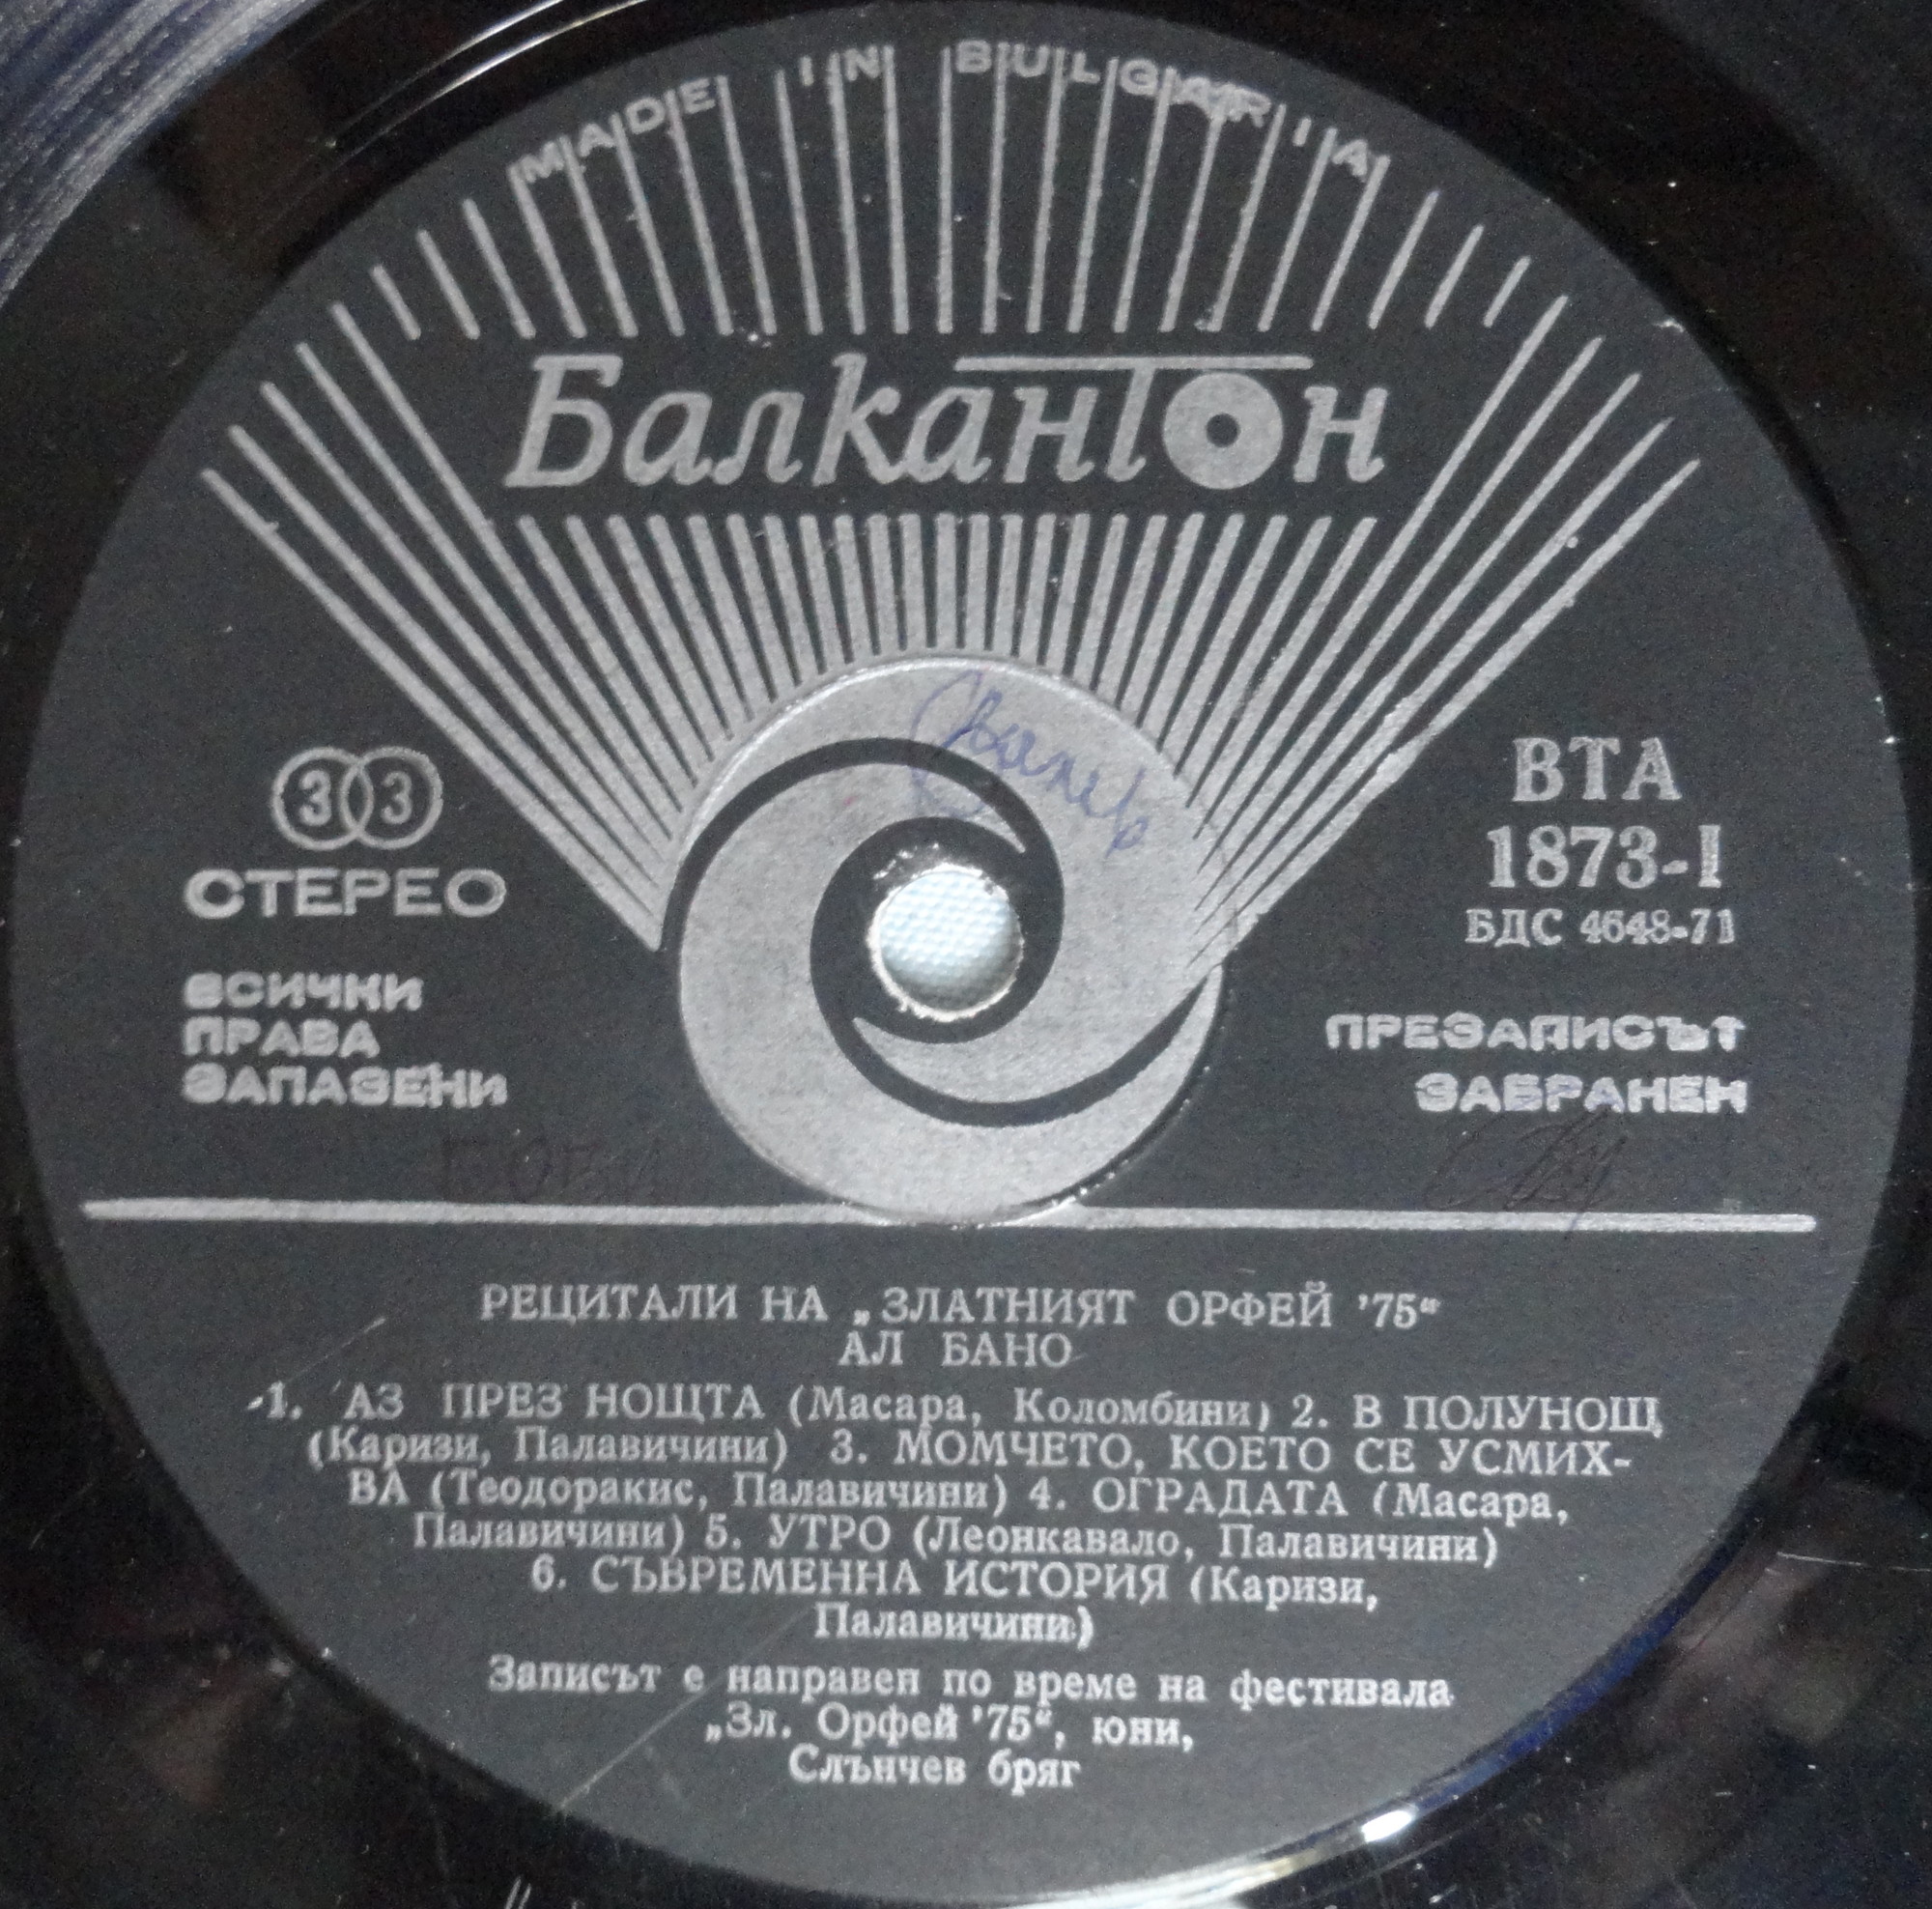 MADE IN BULGARIA
Балкантон
33
СТЕРЕО
ВСИЧКИ
ПРАВА
ЗАПАЗЕНИ
ВТА
1873-I
БДС 4648-71
ПРЕЗАПИСЪТ
ЗАБРАНЕН
РЕЦИТАЛИ НА „ЗЛАТНИЯТ ОРФЕЙ '75“
АЛ БАНО
1. АЗ ПРЕЗ НОЩТА (Масара, Коломбини) 2. В ПОЛУНОЩ
(Каризи, Палавичини) 3. МОМЧЕТО, КОЕТО СЕ УСМИХ-
ВА (Теодоракис, Палавичини) 4. ОГРАДАТА (Масара,
Палавичини) 5. УТРО (Леонкавало, Палавичини)
6. СЪВРЕМЕННА ИСТОРИЯ (Каризи,
Палавичини)
Записът е направен по време на фестивала
„Зл. Орфей '75“, юни,
Слънчев бряг